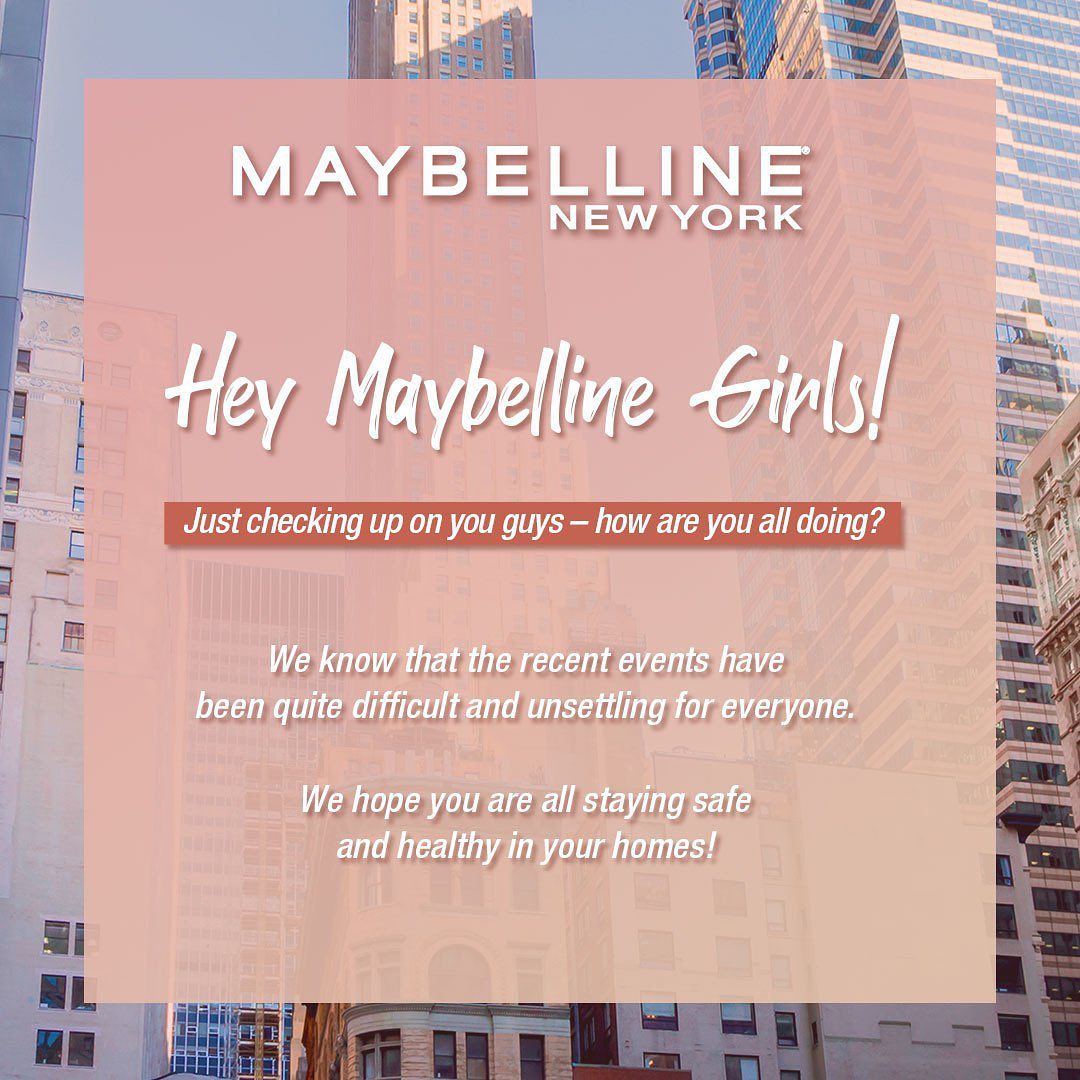 MAYBELLINE®
NEW YORK
Hey Maybelline Girls!
Just checking up on you guys – how are you all doing?
We know that the recent events have
been quite difficult and unsettling for everyone.
We hope you are all staying safe
and healthy in your homes!